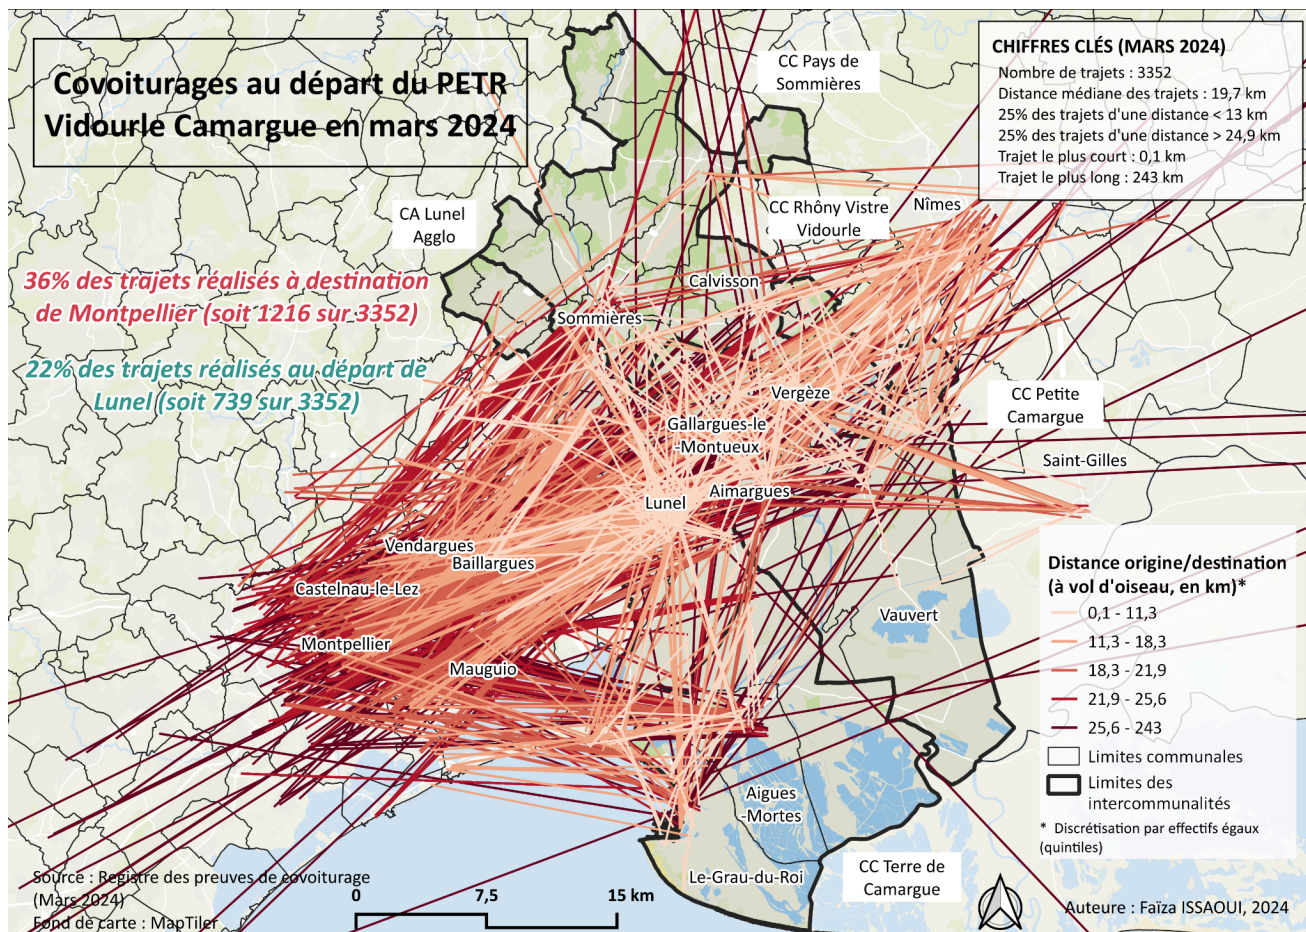 Covoiturages au départ du PETR
Vidourle Camargue en mars 2024
CHIFFRES CLÉS (MARS 2024)
Nombre de trajets : 3352
Distance médiane des trajets : 19,7 km
25% des trajets d'une distance < 13 km
25% des trajets d'une distance > 24,9 km
Trajet le plus court : 0,1 km
Trajet le plus long : 243 km
CC Pays de
Sommières
CA Lunel
Agglo
CC Rhôny Vistre
Vidourle
Nîmes
36% des trajets réalisés à destination
de Montpellier (soit 1216 sur 3352)
22% des trajets réalisés au départ de
Lunel (soit 739 sur 3352)
Calvisson
Sommières
Vergèze
CC Petite
Camargue
Gallargues-le
-Montueux
Saint-Gilles
Aimargues
Lunel
Vendargues
Baillargues
Castelnau-le-Lez
Montpellier
Mauguio
Vauvert
Distance origine/destination
(à vol d'oiseau, en km)*
0,1 - 11,3
11,3 - 18,3
18,3 - 21,9
21,9 - 25,6
25,6 - 243
Limites communales
Limites des
intercommunalités
* Discrétisation par effectifs égaux
(quintiles)
Aigues
-Mortes
Le-Grau-du-Roi
CC Terre de
Camargue
Source : Registre des preuves de covoiturage
(Mars 2024)
Fond de carte : MapTiler
0 7,5 15 km
Auteure : Faïza ISSAOUI, 2024